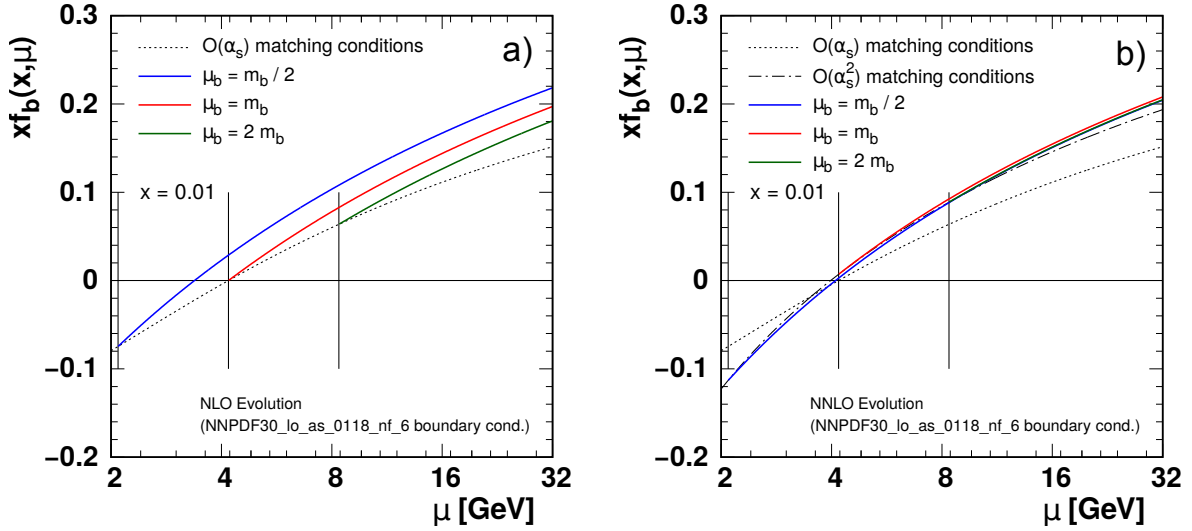 a)
xf_b(x,μ)
0.3
0.2
0.1
0
−0.1
−0.2
O(α_s) matching conditions
μ_b = m_b / 2
μ_b = m_b
μ_b = 2 m_b
x = 0.01
NLO Evolution
(NNPDF30_lo_as_0118_nf_6 boundary cond.)
2 4 8 16 32
μ [GeV]
b)
xf_b(x,μ)
0.3
0.2
0.1
0
−0.1
−0.2
O(α_s) matching conditions
O(α_s^2) matching conditions
μ_b = m_b / 2
μ_b = m_b
μ_b = 2 m_b
x = 0.01
NNLO Evolution
(NNPDF30_lo_as_0118_nf_6 boundary cond.)
2 4 8 16 32
μ [GeV]